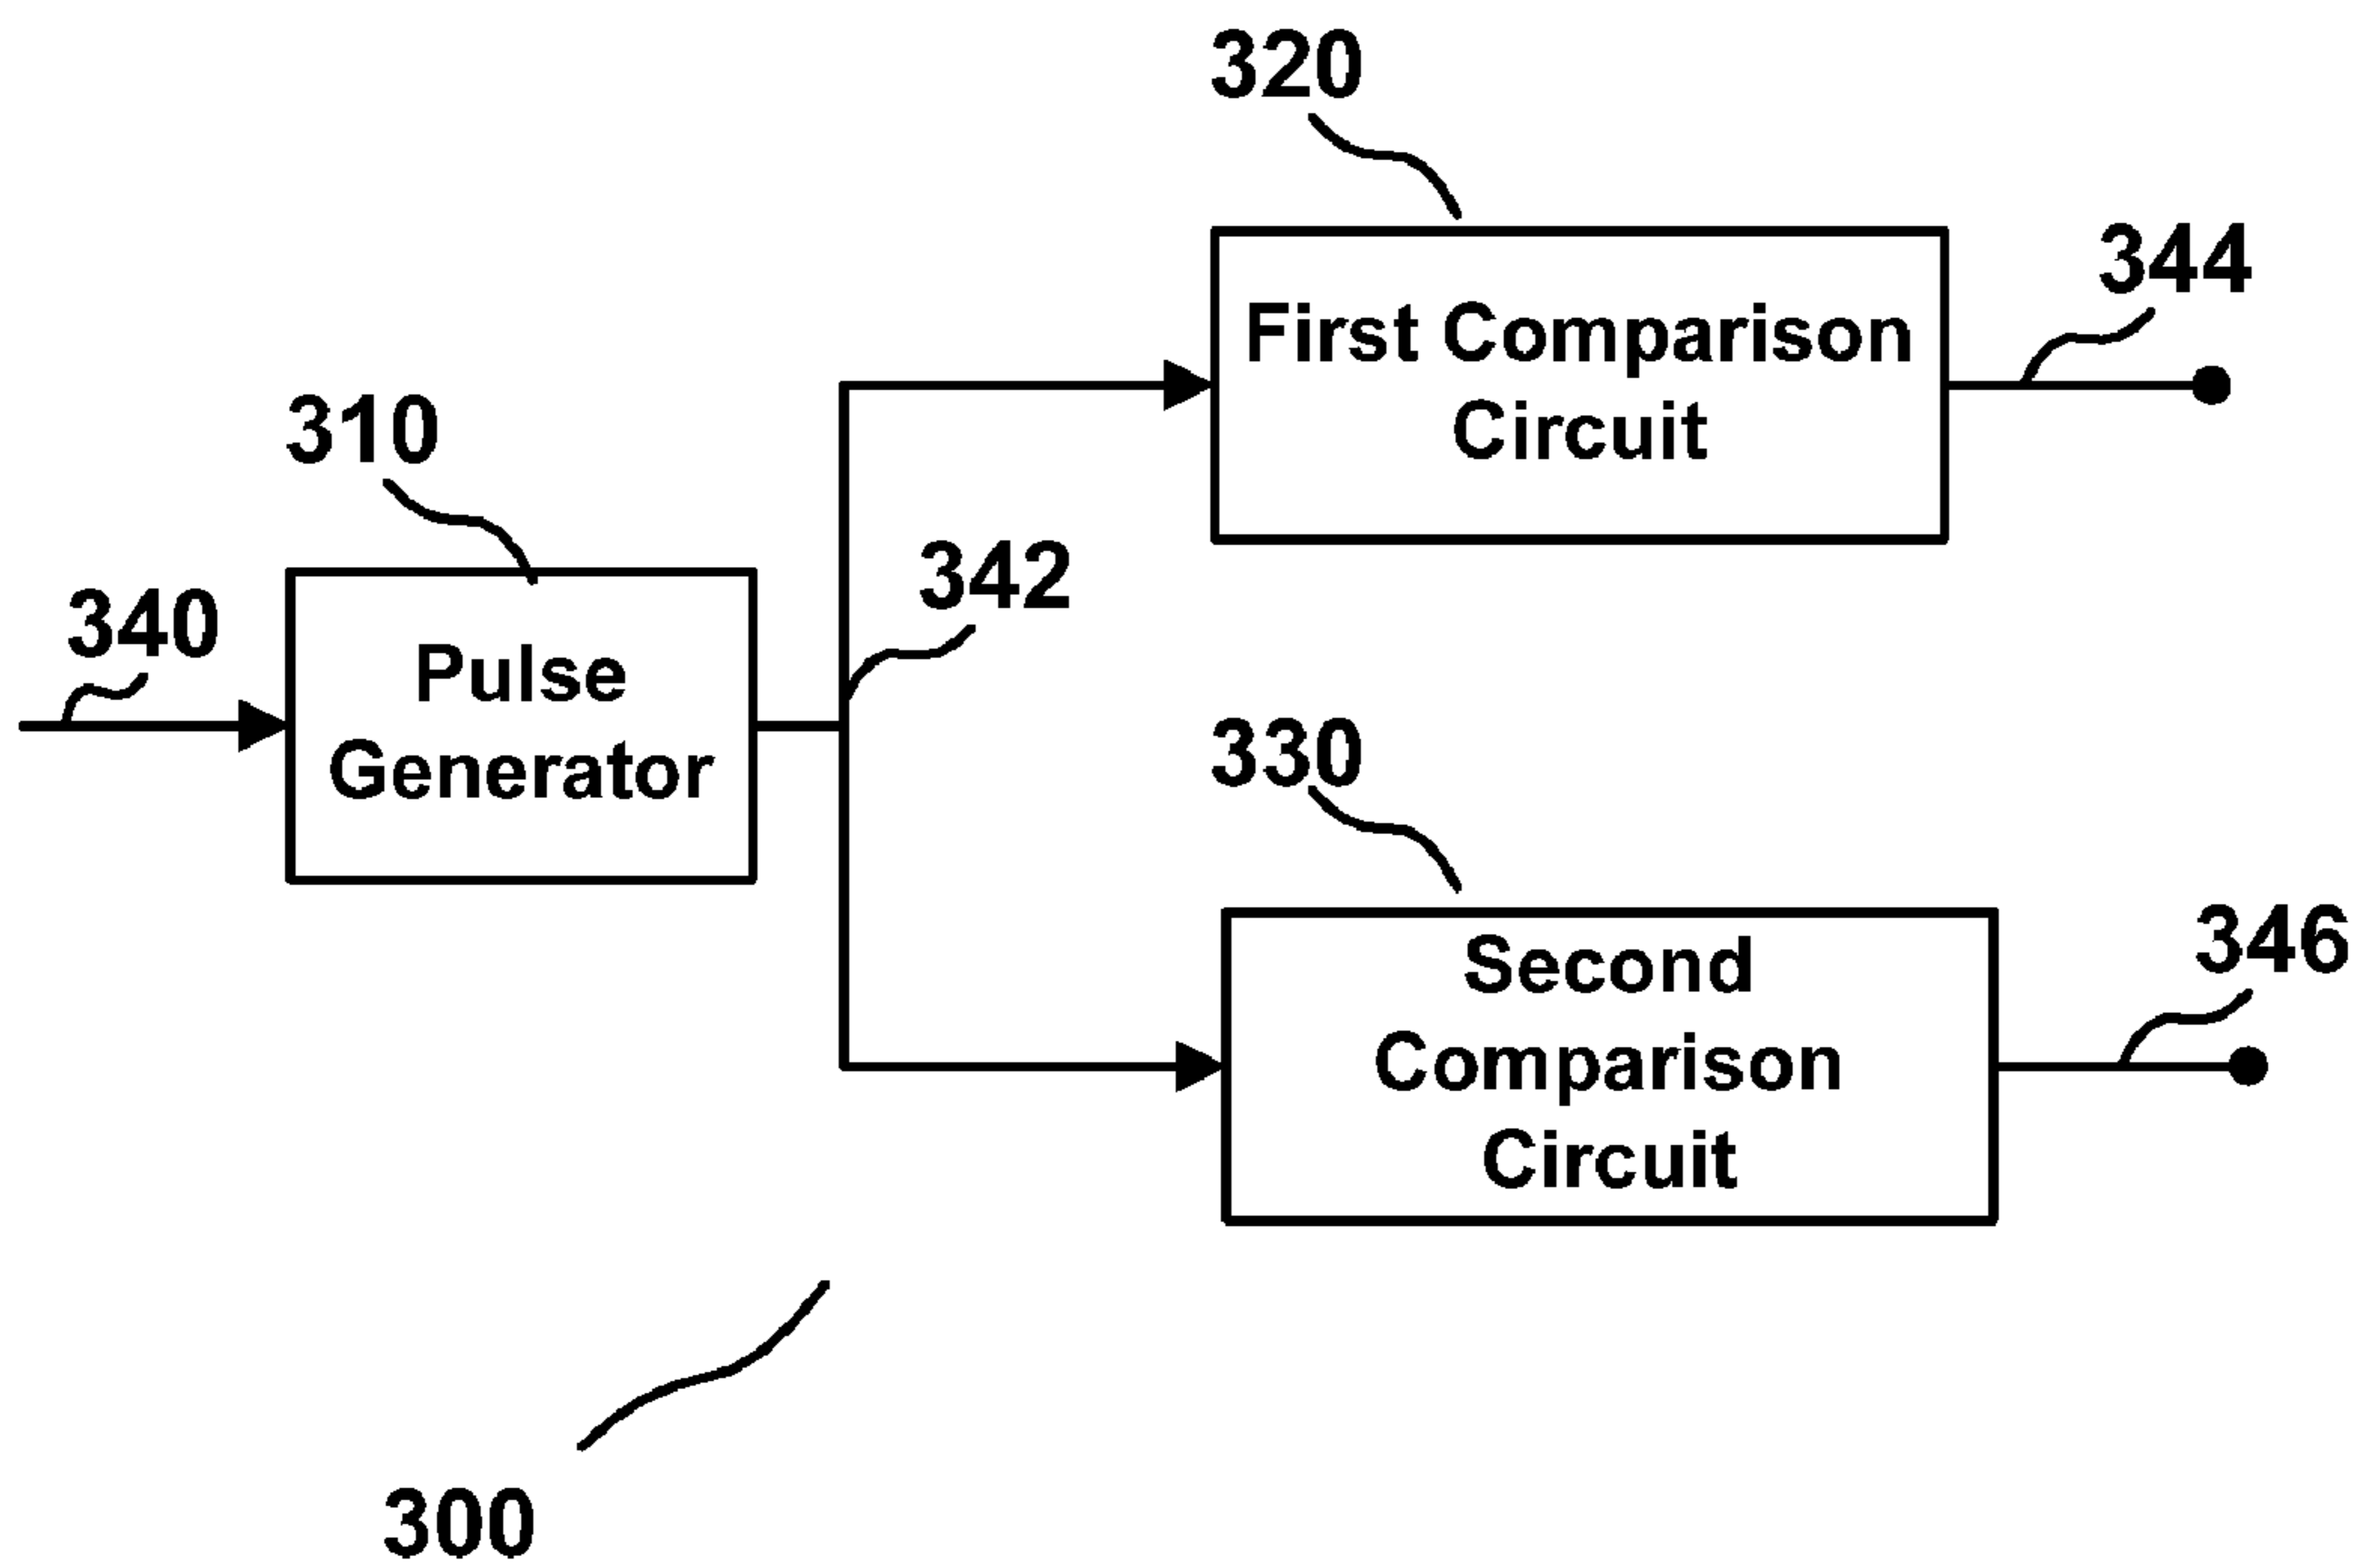 320
344
First Comparison
Circuit
310
342
340
Pulse
Generator
330
346
Second
Comparison
Circuit
300